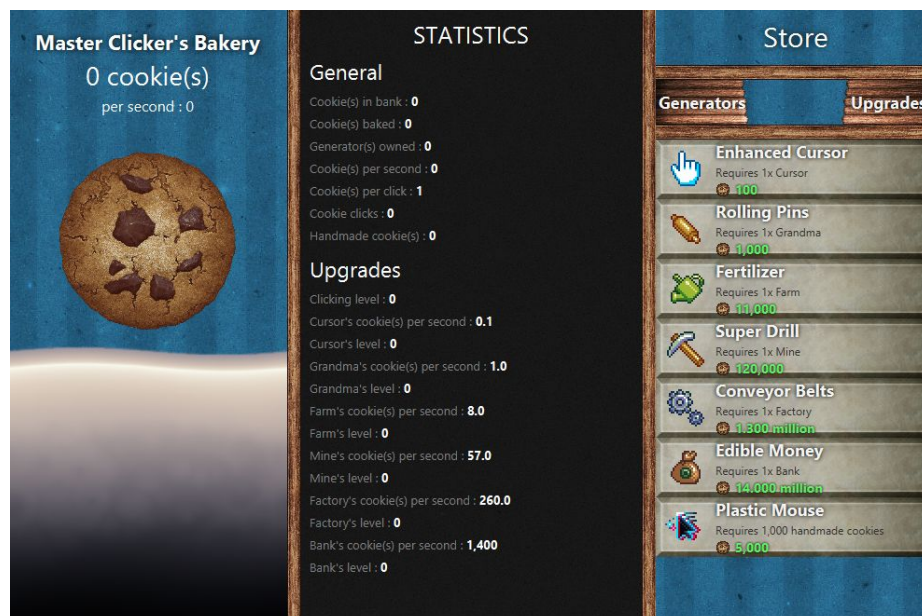 Master Clicker's Bakery
0 cookie(s)
per second : 0
STATISTICS
General
Cookie(s) in bank : 0
Cookie(s) baked : 0
Generator(s) owned : 0
Cookie(s) per second : 0
Cookie(s) per click : 1
Cookie clicks : 0
Handmade cookie(s) : 0
Upgrades
Clicking level : 0
Cursor's cookie(s) per second : 0.1
Cursor's level : 0
Grandma's cookie(s) per second : 1.0
Grandma's level : 0
Farm's cookie(s) per second : 8.0
Farm's level : 0
Mine's cookie(s) per second : 57.0
Mine's level : 0
Factory's cookie(s) per second : 260.0
Factory's level : 0
Bank's cookie(s) per second : 1,400
Bank's level : 0
Store
Generators Upgrades
Enhanced Cursor
Requires 1x Cursor
100
Rolling Pins
Requires 1x Grandma
1,000
Fertilizer
Requires 1x Farm
11,000
Super Drill
Requires 1x Mine
120,000
Conveyor Belts
Requires 1x Factory
1.300 million
Edible Money
Requires 1x Bank
14.000 million
Plastic Mouse
Requires 1,000 handmade cookies
5,000